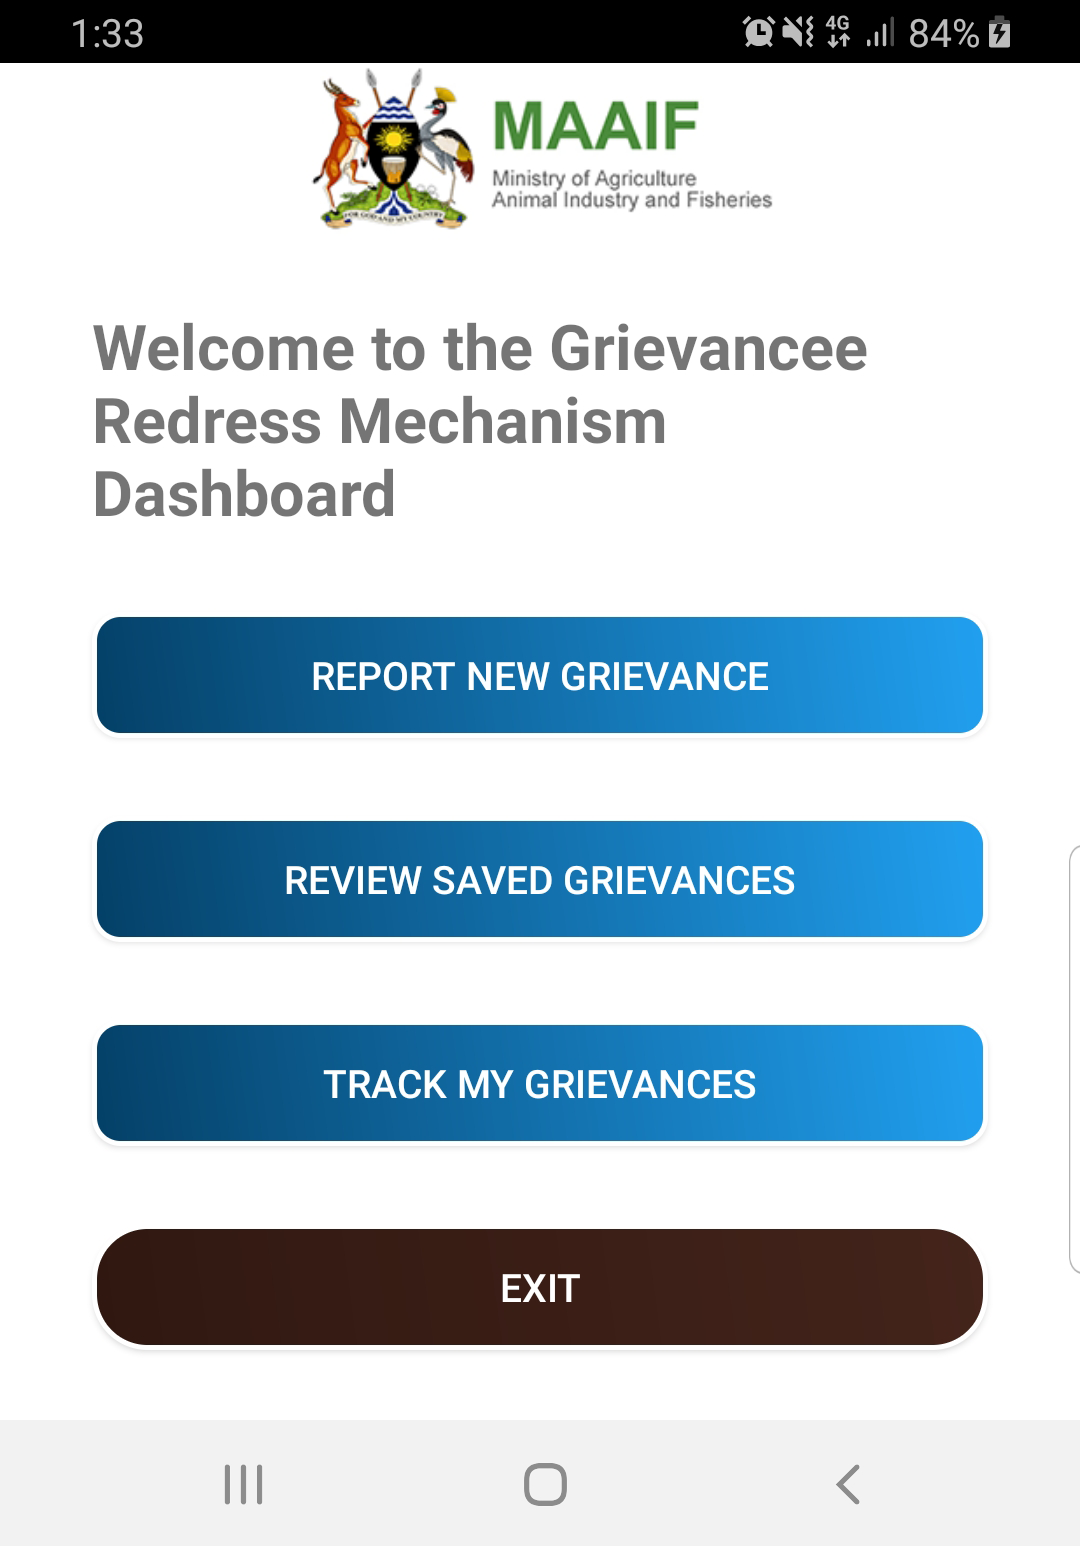 1:33
4G
84%
MAAIF
Ministry of Agriculture
Animal Industry and Fisheries
FOR GOD AND MY COUNTRY
Welcome to the Grievancee
Redress Mechanism
Dashboard
REPORT NEW GRIEVANCE
REVIEW SAVED GRIEVANCES
TRACK MY GRIEVANCES
EXIT